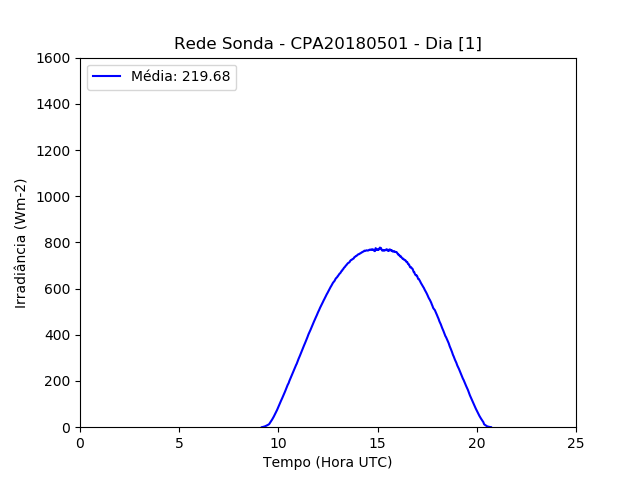 Rede Sonda - CPA20180501 - Dia [1]
Média: 219.68
1600
1400
1200
1000
800
600
400
200
0
Irradiância (Wm-2)
0 5 10 15 20 25
Tempo (Hora UTC)